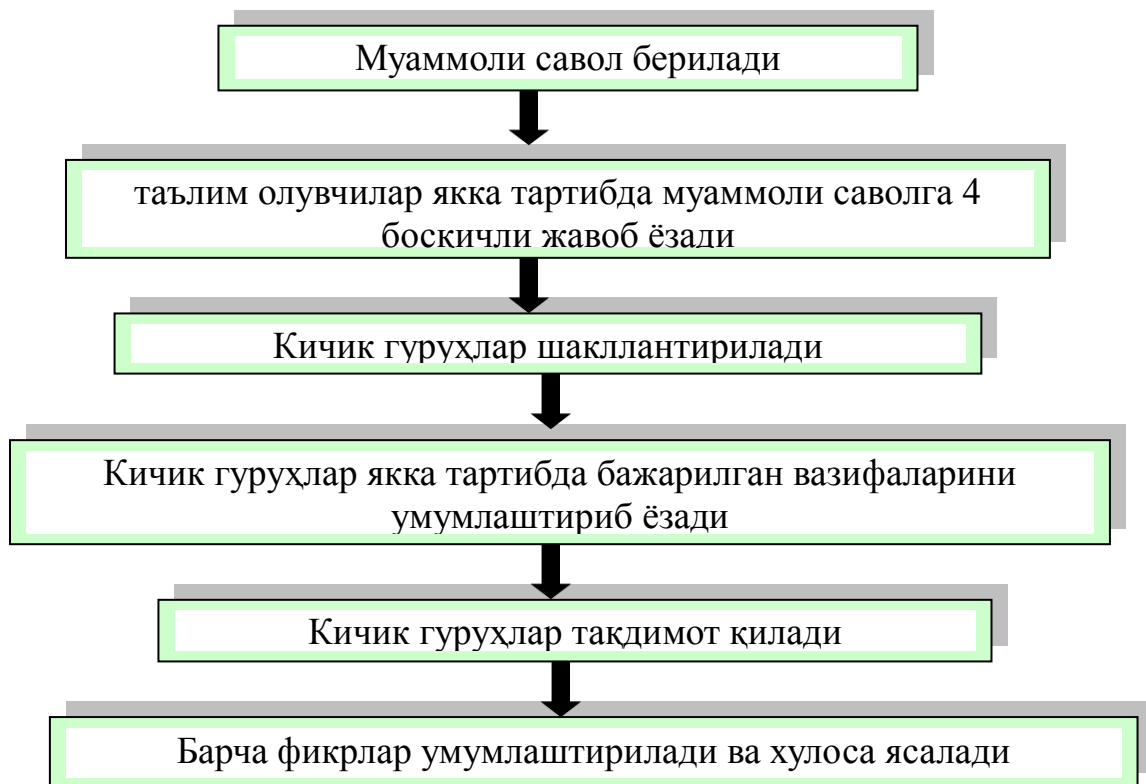 Муаммоли савол берилади
таълим олувчилар якка тартибда муаммоли саволга 4
босқичли жавоб ёзади
Кичик гуруҳлар шакллантирилади
Кичик гуруҳлар якка тартибда бажарилган вазифаларини
умумлаштириб ёзади
Кичик гуруҳлар тақдимот қилади
Барча фикрлар умумлаштирилади ва хулоса ясалади